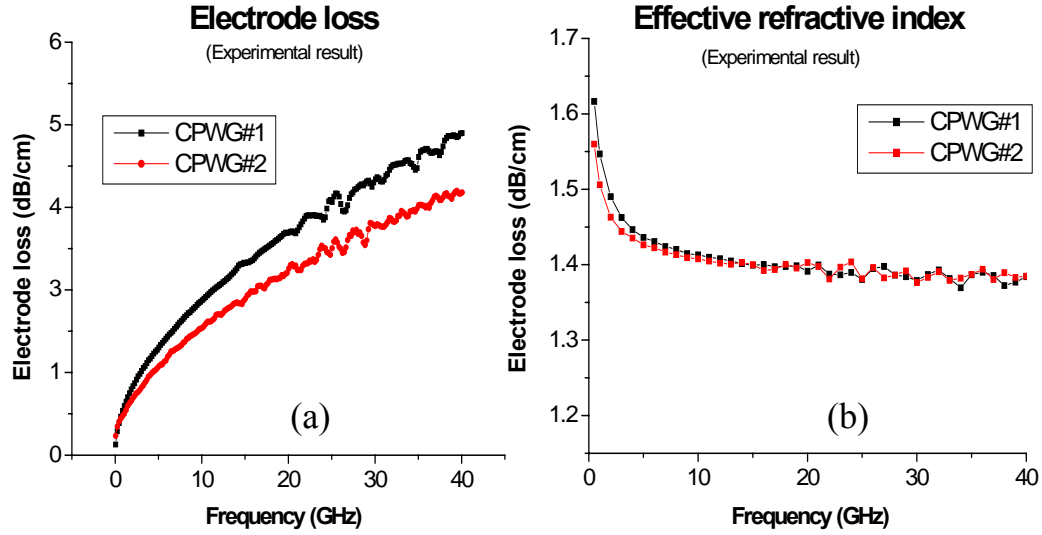 Electrode loss
(Experimental result)
Electrode loss (dB/cm)
6
5
4
3
1
0
CPWG#1
CPWG#2
(a)
0 10 20 30 40
Frequency (GHz)
Effective refractive index
(Experimental result)
Electrode loss (dB/cm)
1.7
1.6
1.5
1.4
1.3
1.2
CPWG#1
CPWG#2
(b)
0 10 20 30 40
Frequency (GHz)